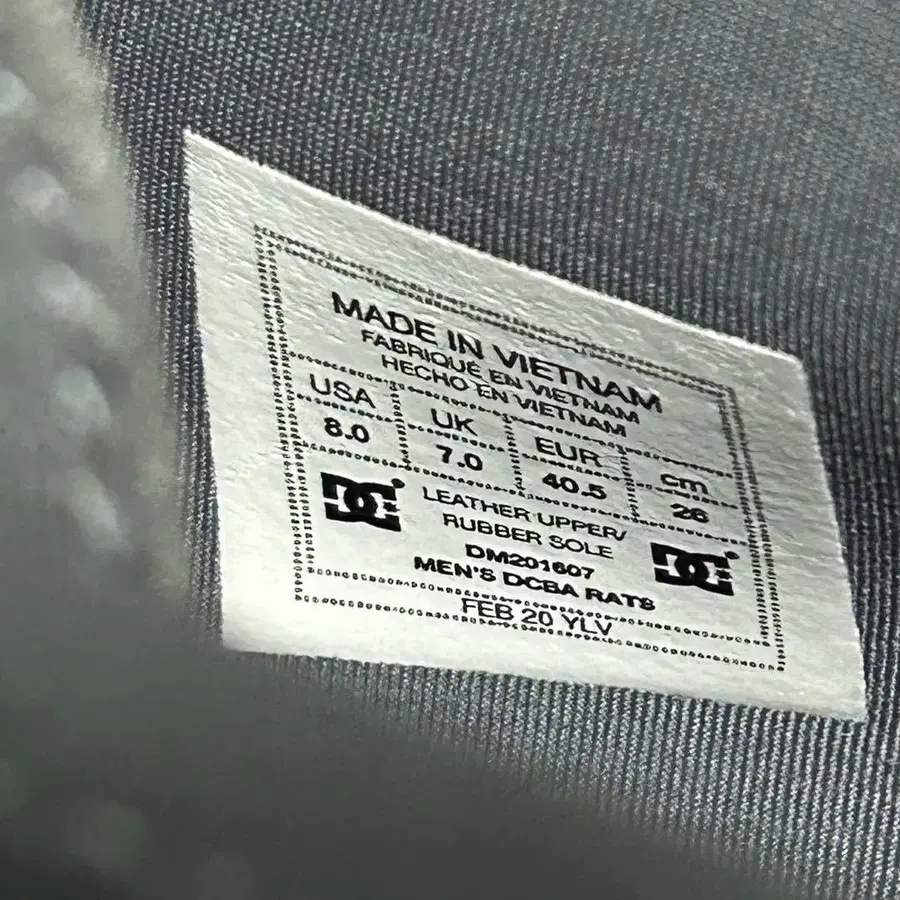 MADE IN VIETNAM
FABRIQUÉ EN VIETNAM
HECHO EN VIETNAM
USA UK EUR cm
8.0 7.0 40.5 26
DC DC
LEATHER UPPER/
RUBBER SOLE
DM201607
MEN'S DCBA RATS
FEB 20 YLV